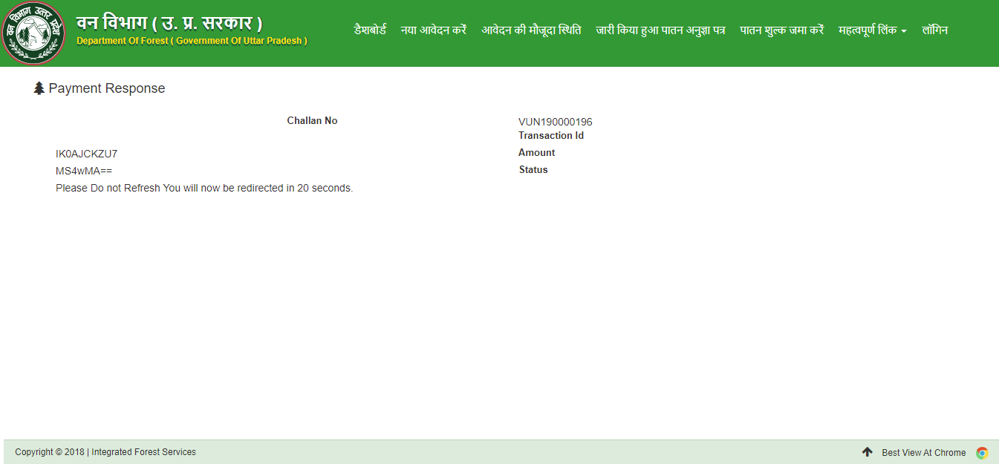 वन विभाग उत्तर प्रदेश
वन विभाग ( उ. प्र. सरकार )
Department Of Forest ( Government Of Uttar Pradesh )
डैशबोर्ड नया आवेदन करें आवेदन की मौजूदा स्थिति जारी किया हुआ पातन अनुज्ञा पत्र पातन शुल्क जमा करें महत्वपूर्ण लिंक लॉगिन
Payment Response
Challan No VUN190000196
Transaction Id
IK0AJCKZU7 Amount
MS4wMA== Status
Please Do not Refresh You will now be redirected in 20 seconds.
Copyright © 2018 | Integrated Forest Services Best View At Chrome